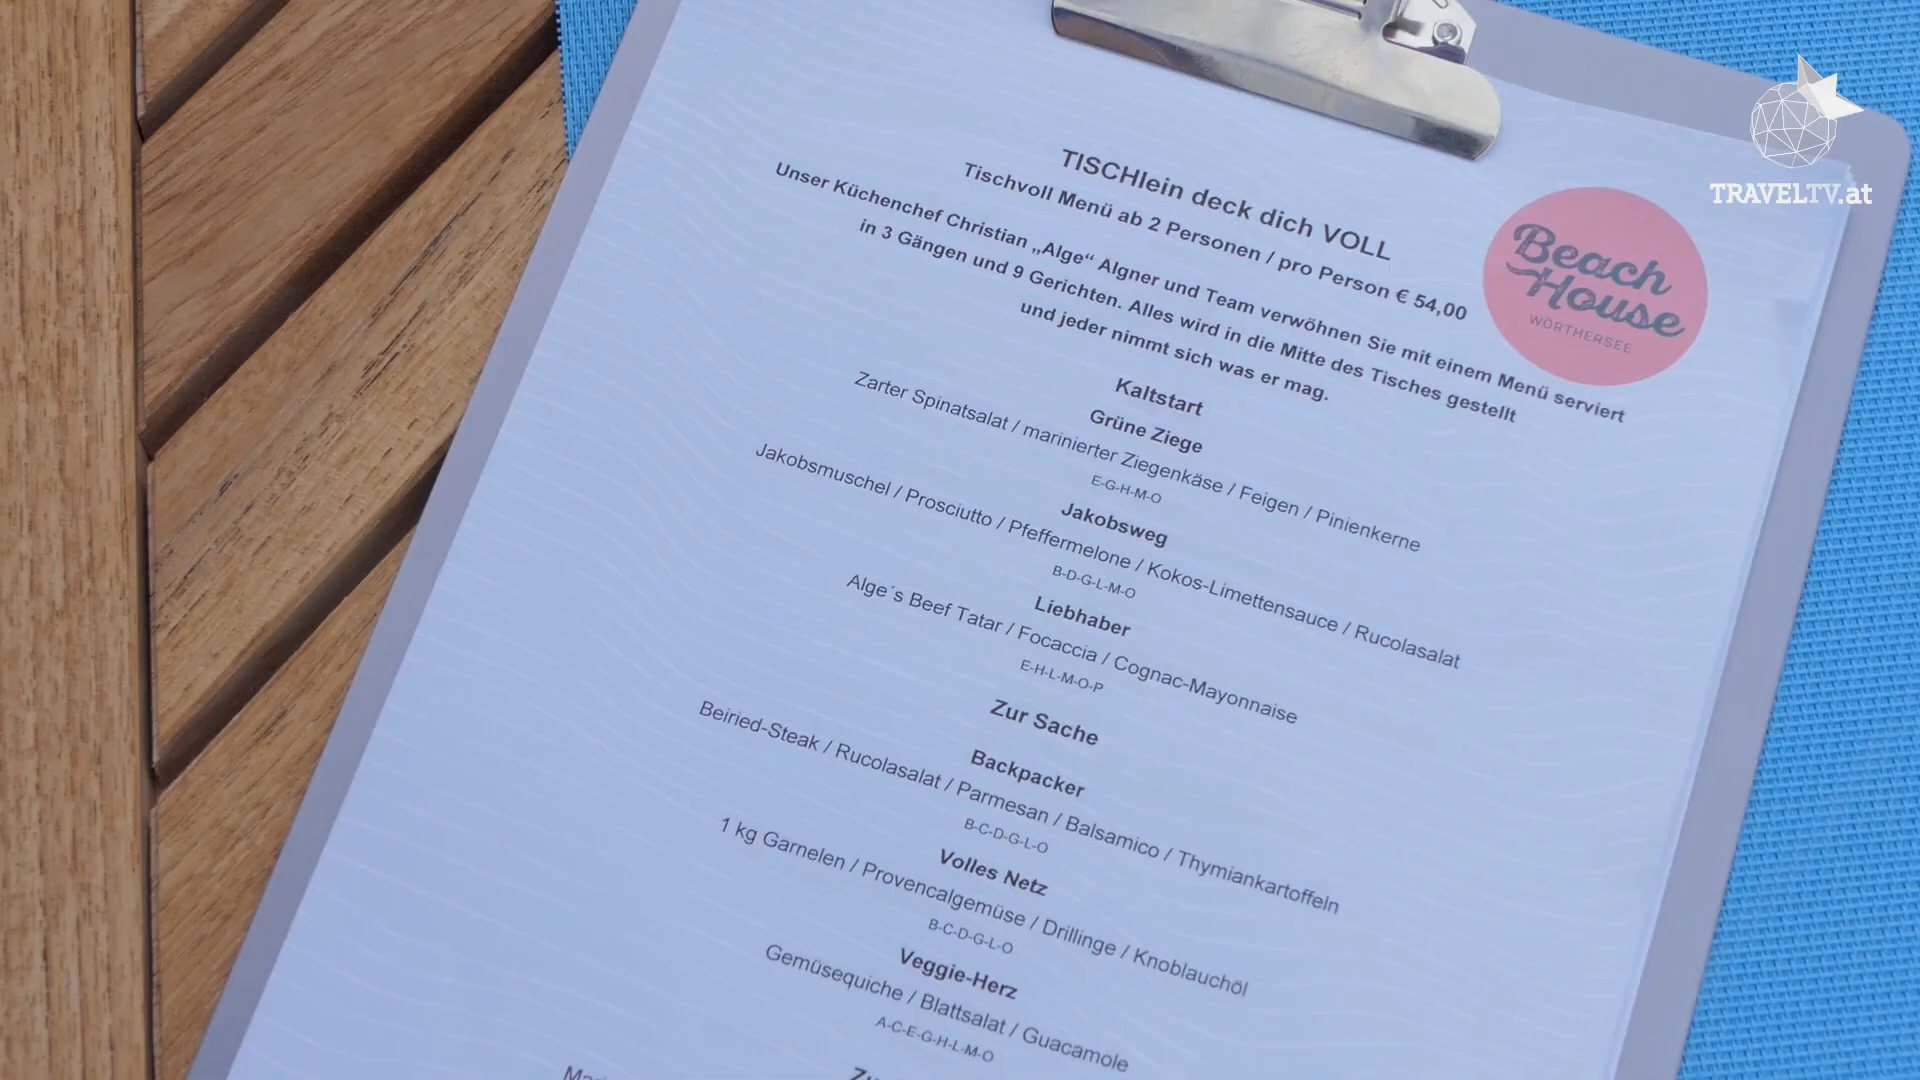 TRAVELTV.at
Beach
House
WÖRTHERSEE
TISCHlein deck dich VOLL
Tischvoll Menü ab 2 Personen / pro Person € 54,00
Unser Küchenchef Christian „Alge“ Algner und Team verwöhnen Sie mit einem Menü serviert
in 3 Gängen und 9 Gerichten. Alles wird in die Mitte des Tisches gestellt
und jeder nimmt sich was er mag.
Kaltstart
Grüne Ziege
Zarter Spinatsalat / marinierter Ziegenkäse / Feigen / Pinienkerne
E-G-H-M-O
Jakobsweg
Jakobsmuschel / Prosciutto / Pfeffermelone / Kokos-Limettensauce / Rucolasalat
B-D-G-L-M-O
Liebhaber
Alge´s Beef Tatar / Focaccia / Cognac-Mayonnaise
E-H-L-M-O-P
Zur Sache
Backpacker
Beiried-Steak / Rucolasalat / Parmesan / Balsamico / Thymiankartoffeln
B-C-D-G-L-O
Volles Netz
1 kg Garnelen / Provencalgemüse / Drillinge / Knoblauchöl
B-C-D-G-L-O
Veggie-Herz
Gemüsequiche / Blattsalat / Guacamole
A-C-E-G-H-L-M-O